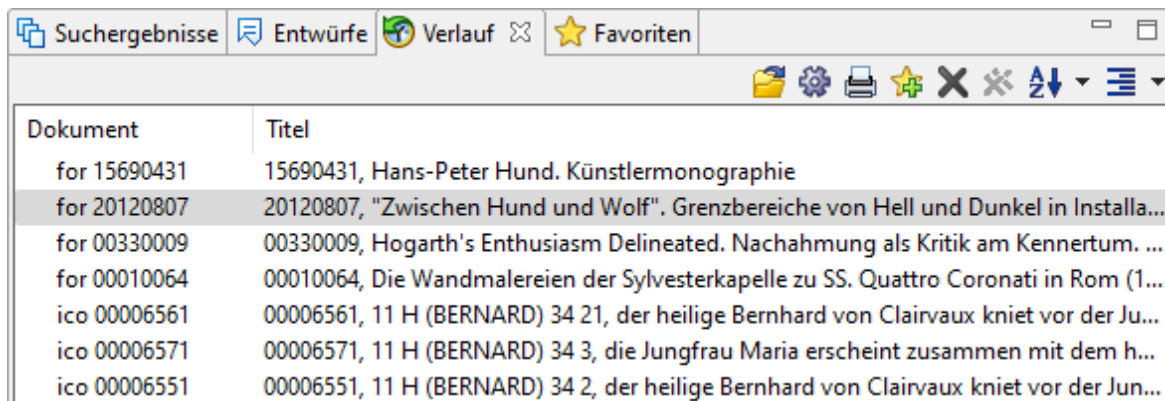 Suchergebnisse Entwürfe Verlauf Favoriten
Dokument Titel
for 15690431 15690431, Hans-Peter Hund. Künstlermonographie
for 20120807 20120807, "Zwischen Hund und Wolf". Grenzbereiche von Hell und Dunkel in Installa...
for 00330009 00330009, Hogarth's Enthusiasm Delineated. Nachahmung als Kritik am Kennertum. ...
for 00010064 00010064, Die Wandmalereien der Sylvesterkapelle zu SS. Quattro Coronati in Rom (1...
ico 00006561 00006561, 11 H (BERNARD) 34 21, der heilige Bernhard von Clairvaux kniet vor der Ju...
ico 00006571 00006571, 11 H (BERNARD) 34 3, die Jungfrau Maria erscheint zusammen mit dem h...
ico 00006551 00006551, 11 H (BERNARD) 34 2, der heilige Bernhard von Clairvaux kniet vor der Jun...